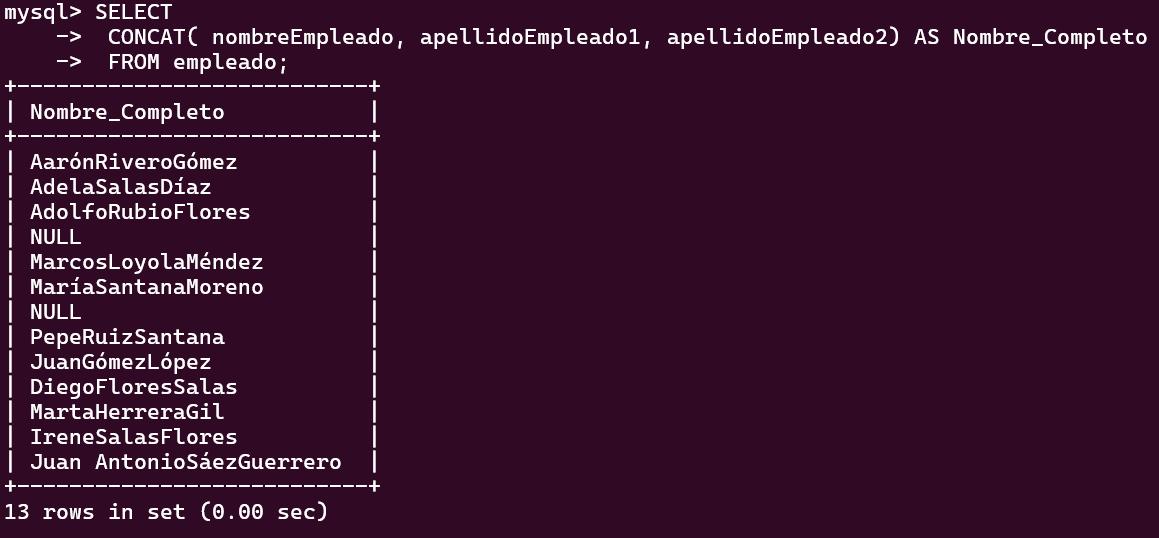 mysql> SELECT
    -> CONCAT( nombreEmpleado, apellidoEmpleado1, apellidoEmpleado2) AS Nombre_Completo
    -> FROM empleado;
+---------------------------+
| Nombre_Completo           |
+---------------------------+
| AarónRiveroGómez          |
| AdelaSalasDíaz            |
| AdolfoRubioFlores         |
| NULL                      |
| MarcosLoyolaMéndez        |
| MaríaSantanaMoreno        |
| NULL                      |
| PepeRuizSantana           |
| JuanGómezLópez            |
| DiegoFloresSalas          |
| MartaHerreraGil           |
| IreneSalasFlores          |
| Juan AntonioSáezGuerrero  |
+---------------------------+
13 rows in set (0.00 sec)